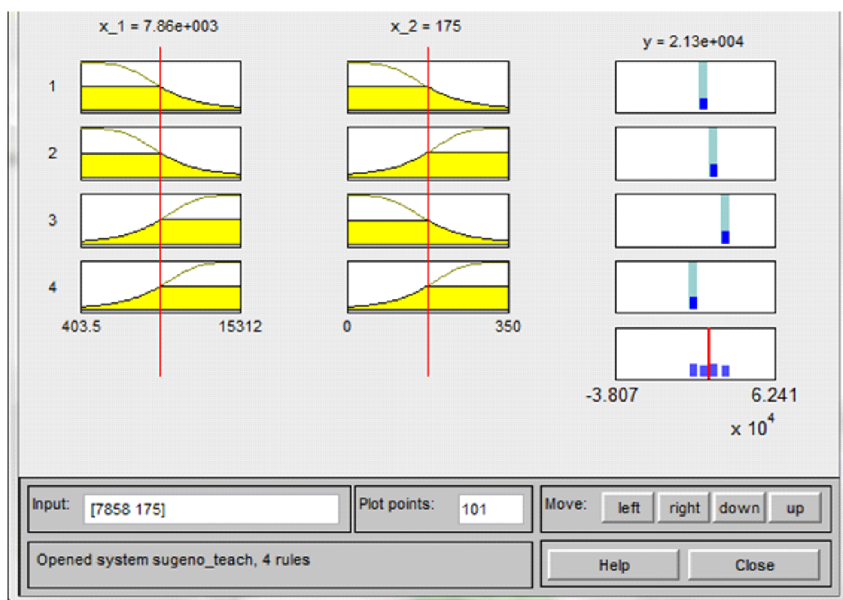 x_1 = 7.86e+003
x_2 = 175
y = 2.13e+004
1
2
3
4
403.5 15312
0 350
-3.807 6.241
x 10^4
Input: [7858 175]
Plot points: 101
Move: left right down up
Opened system sugeno_teach, 4 rules
Help Close